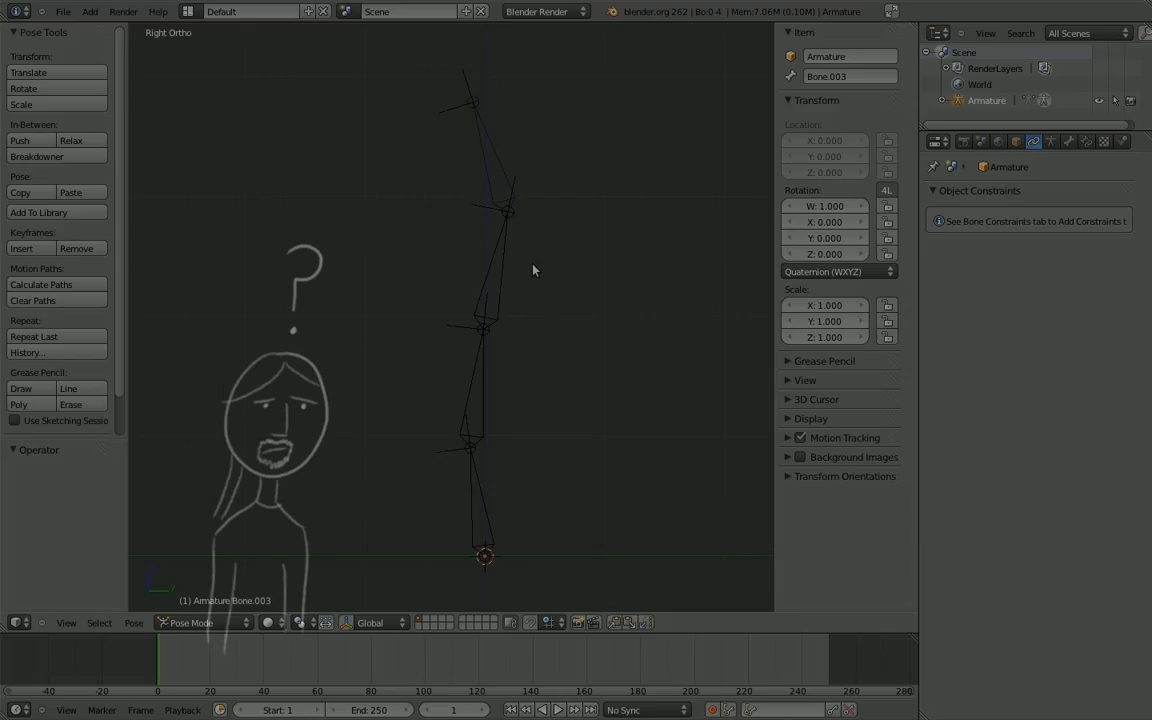 File Add Render Help Default Scene Blender Render blender.org 262 | Bo:0-4 | Mem:7.06M (0.10M) | Armature
Pose Tools
Transform:
Translate
Rotate
Scale
In-Between:
Push Relax
Breakdowner
Pose:
Copy Paste
Add To Library
Keyframes:
Insert Remove
Motion Paths:
Calculate Paths
Clear Paths
Repeat:
Repeat Last
History...
Grease Pencil:
Draw Line
Poly Erase
Use Sketching Sessio
Operator
Right Ortho
?
(1) Armature Bone.003
View Select Pose Pose Mode Global
Item
Armature
Bone.003
Transform
Location:
X: 0.000
Y: 0.000
Z: 0.000
Rotation: 4L
W: 1.000
X: 0.000
Y: 0.000
Z: 0.000
Quaternion (WXYZ)
Scale:
X: 1.000
Y: 1.000
Z: 1.000
Grease Pencil
View
3D Cursor
Display
Motion Tracking
Background Images
Transform Orientations
View Search All Scenes
Scene
RenderLayers |
World
Armature |
Armature
Object Constraints
See Bone Constraints tab to Add Constraints t
-40 -20 0 20 40 60 80 100 120 140 160 180 200 220 240 260 280
View Marker Frame Playback Start: 1 End: 250 1 No Sync